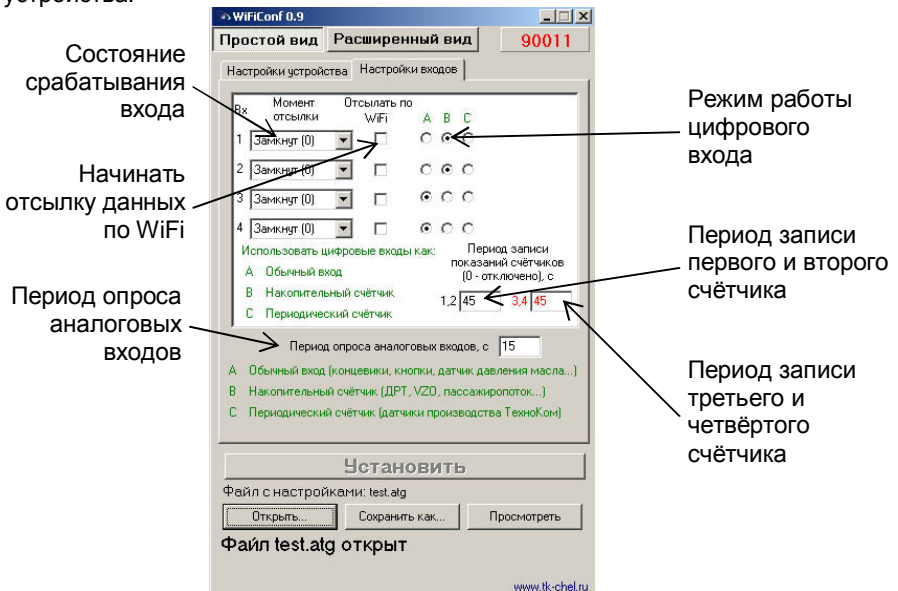 устройства.
WiFiConf 0.9
Простой вид Расширенный вид 90011
Настройки устройства Настройки входов
Состояние
срабатывания
входа
Начинать
отсылку данных
по WiFi
Период опроса
аналоговых
входов
Вх Момент
отсылки Отсылать по
WiFi A B C
1 Замкнут (0)
2 Замкнут (0)
3 Замкнут (0)
4 Замкнут (0)
Использовать цифровые входы как:
A Обычный вход
B Накопительный счётчик
C Периодический счётчик
Период записи
показаний счётчиков
(0 - отключено), с
1,2 45 3,4 45
Период опроса аналоговых входов, с 15
A Обычный вход (концевики, кнопки, датчик давления масла...)
B Накопительный счётчик (ДРТ, VZO, пассажиропоток...)
C Периодический счётчик (датчики производства ТехноКом)
Установить
Файл с настройками: test.atg
Открыть... Сохранить как... Просмотреть
Файл test.atg открыт
www.tk-chel.ru
Режим работы
цифрового
входа
Период записи
первого и второго
счётчика
Период записи
третьего и
четвёртого
счётчика